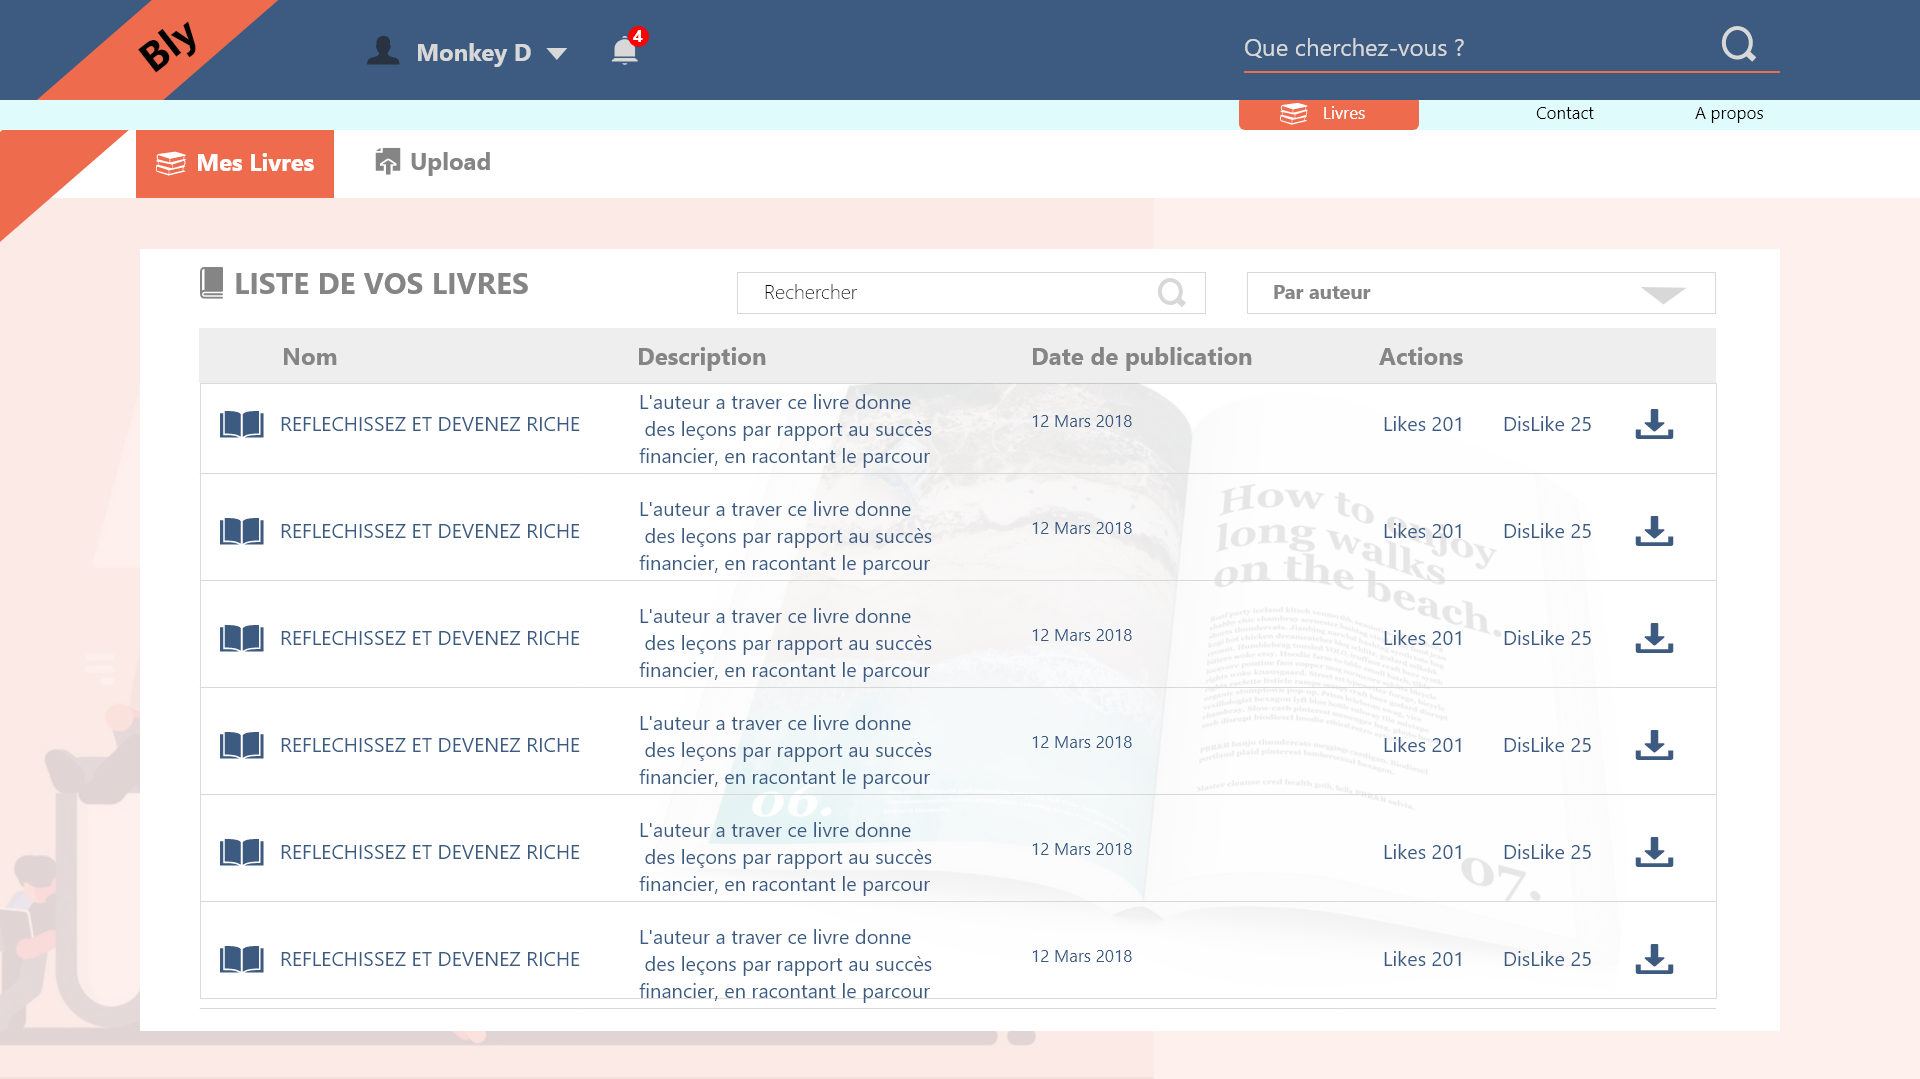 Bly
Monkey D
4
Que cherchez-vous ?
Livres
Contact
A propos
Mes Livres
Upload
LISTE DE VOS LIVRES
Rechercher
Par auteur
Nom
Description
Date de publication
Actions
REFLECHISSEZ ET DEVENEZ RICHE
L'auteur a traver ce livre donne
des leçons par rapport au succès
financier, en racontant le parcour
12 Mars 2018
Likes 201
DisLike 25
REFLECHISSEZ ET DEVENEZ RICHE
L'auteur a traver ce livre donne
des leçons par rapport au succès
financier, en racontant le parcour
12 Mars 2018
Likes 201
DisLike 25
REFLECHISSEZ ET DEVENEZ RICHE
L'auteur a traver ce livre donne
des leçons par rapport au succès
financier, en racontant le parcour
12 Mars 2018
Likes 201
DisLike 25
REFLECHISSEZ ET DEVENEZ RICHE
L'auteur a traver ce livre donne
des leçons par rapport au succès
financier, en racontant le parcour
12 Mars 2018
Likes 201
DisLike 25
REFLECHISSEZ ET DEVENEZ RICHE
L'auteur a traver ce livre donne
des leçons par rapport au succès
financier, en racontant le parcour
12 Mars 2018
Likes 201
DisLike 25
REFLECHISSEZ ET DEVENEZ RICHE
L'auteur a traver ce livre donne
des leçons par rapport au succès
financier, en racontant le parcour
12 Mars 2018
Likes 201
DisLike 25
How to enjoy
long walks
on the beach.
06.
07.